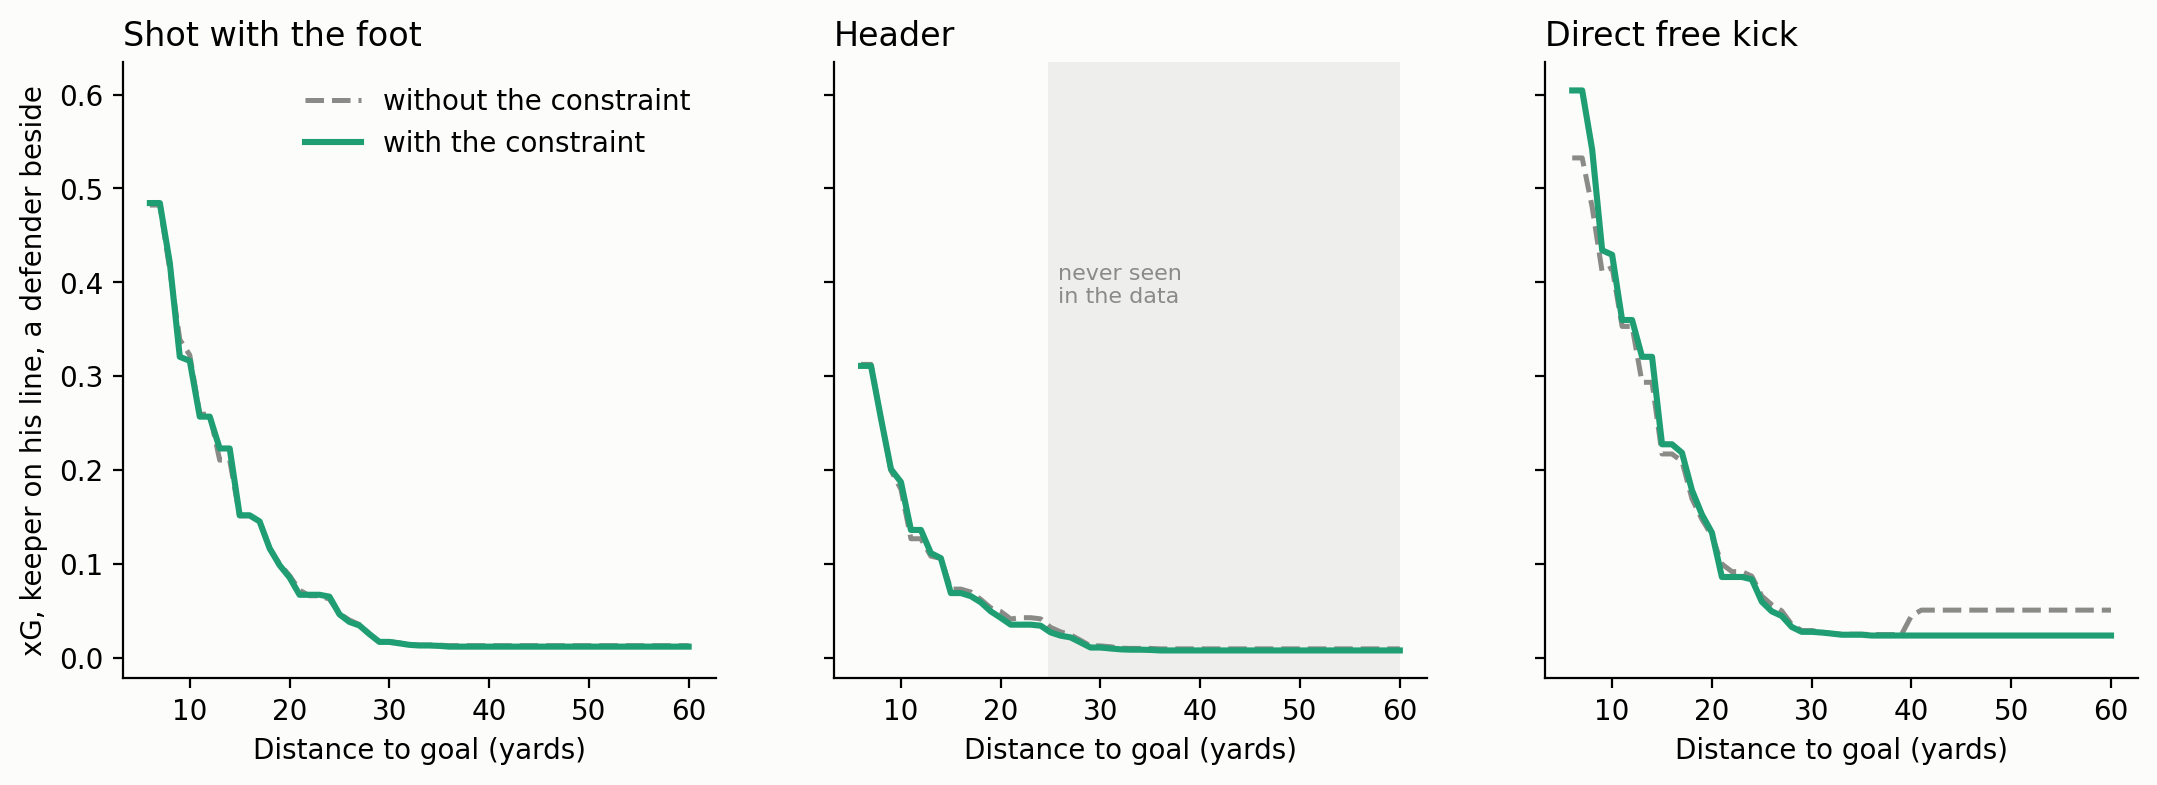 Shot with the foot
Header
Direct free kick
xG, keeper on his line, a defender beside
0.6
0.5
0.4
0.3
0.2
0.1
0.0
without the constraint
with the constraint
never seen
in the data
10 20 30 40 50 60
10 20 30 40 50 60
10 20 30 40 50 60
Distance to goal (yards)
Distance to goal (yards)
Distance to goal (yards)